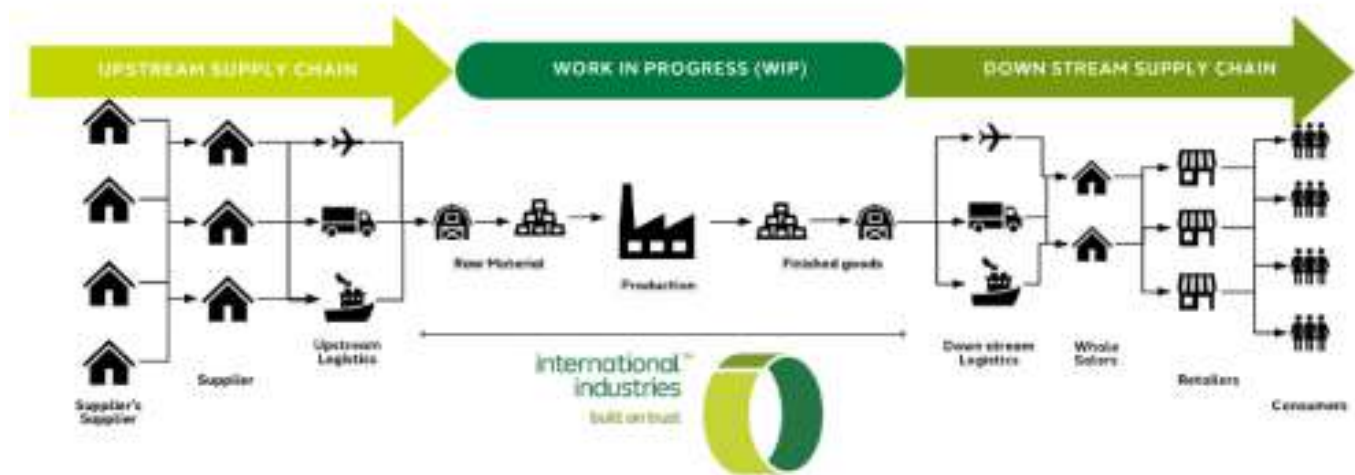 UPSTREAM SUPPLY CHAIN
WORK IN PROGRESS (WIP)
DOWN STREAM SUPPLY CHAIN
Raw Material
Production
Finished goods
Upstream
Logistics
Supplier
Supplier's
Supplier
Down stream
Logistics
Whole
Salers
Retailers
Consumers
international™
industries
built on trust